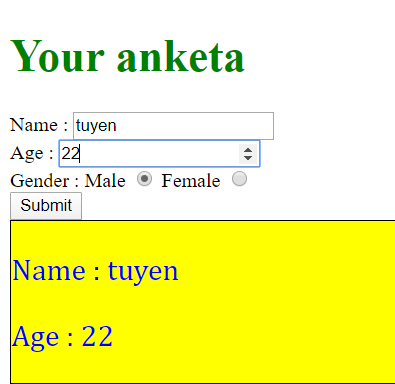 Your anketa
Name : tuyen
Age : 22
Gender : Male Female
Submit
Name : tuyen
Age : 22